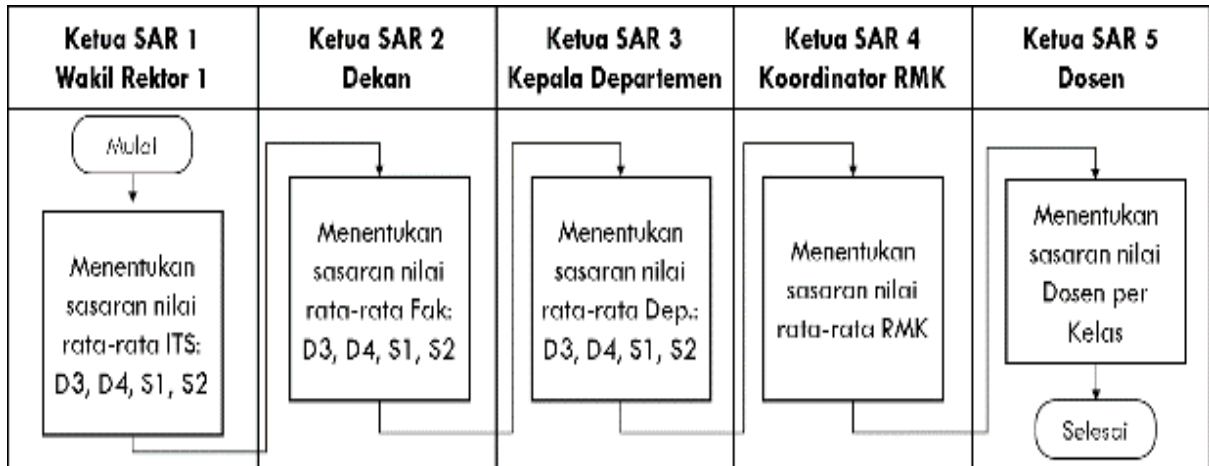 Ketua SAR 1
Wakil Rektor 1
Ketua SAR 2
Dekan
Ketua SAR 3
Kepala Departemen
Ketua SAR 4
Koordinator RMK
Ketua SAR 5
Dosen
Mulai
Menentukan
sasaran nilai
rata-rata ITS:
D3, D4, S1, S2
Menentukan
sasaran nilai
rata-rata Fak:
D3, D4, S1, S2
Menentukan
sasaran nilai
rata-rata Dep.:
D3, D4, S1, S2
Menentukan
sasaran nilai
rata-rata RMK
Menentukan
sasaran nilai
Dosen per
Kelas
Selesai